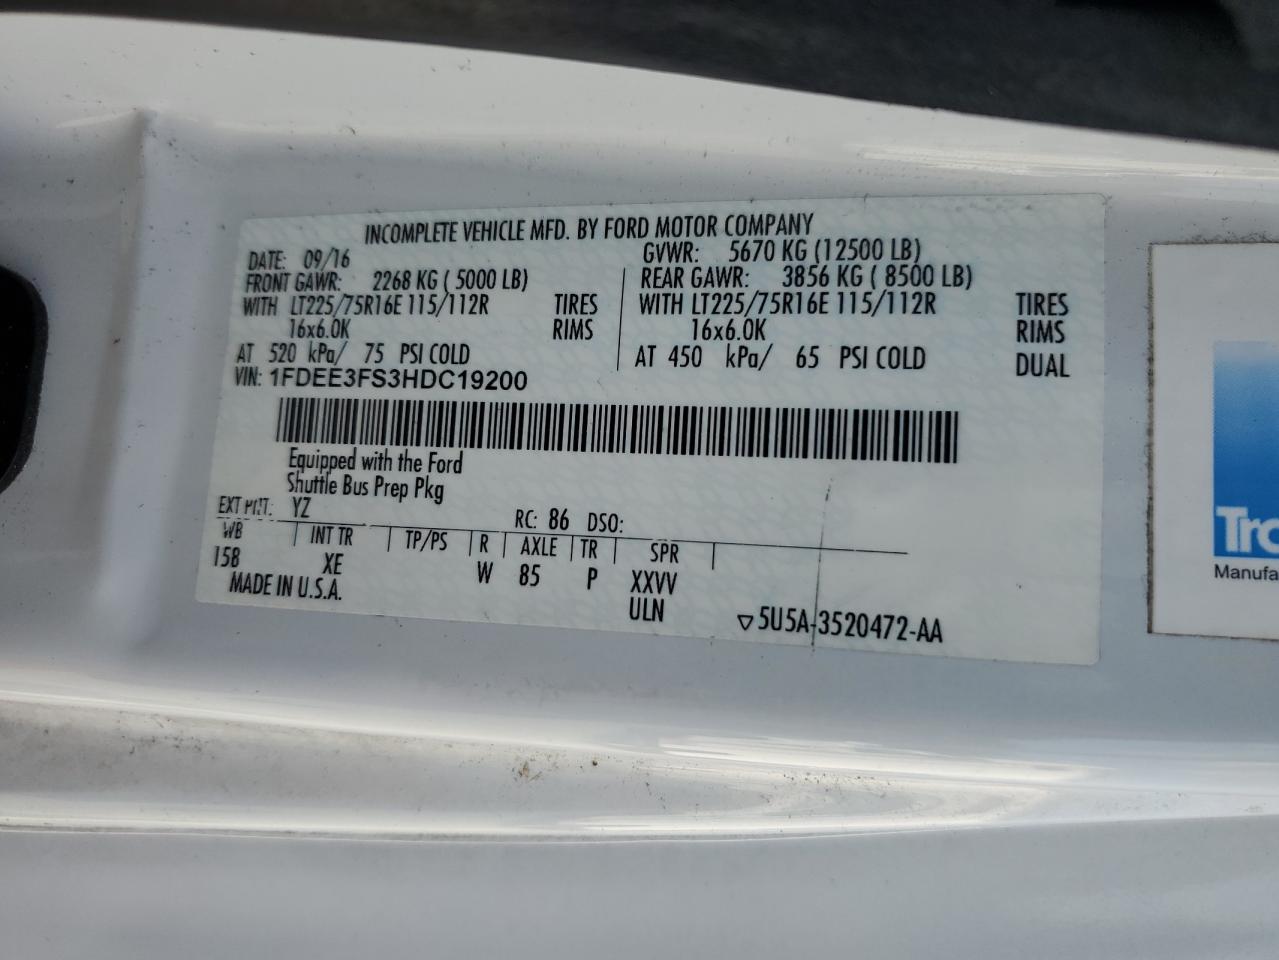 INCOMPLETE VEHICLE MFD. BY FORD MOTOR COMPANY
DATE: 09/16 GVWR: 5670 KG (12500 LB)
FRONT GAWR: 2268 KG ( 5000 LB) REAR GAWR: 3856 KG ( 8500 LB)
WITH LT225/75R16E 115/112R TIRES WITH LT225/75R16E 115/112R TIRES
16x6.0K RIMS 16x6.0K RIMS
AT 520 kPa/ 75 PSI COLD AT 450 kPa/ 65 PSI COLD DUAL
VIN: 1FDEE3FS3HDC19200
Equipped with the Ford
Shuttle Bus Prep Pkg
EXT PNT: YZ RC: 86 DSO:
WB INT TR TP/PS R AXLE TR SPR
158 XE W 85 P XXVV
MADE IN U.S.A. ULN
▽5U5A-3520472-AA